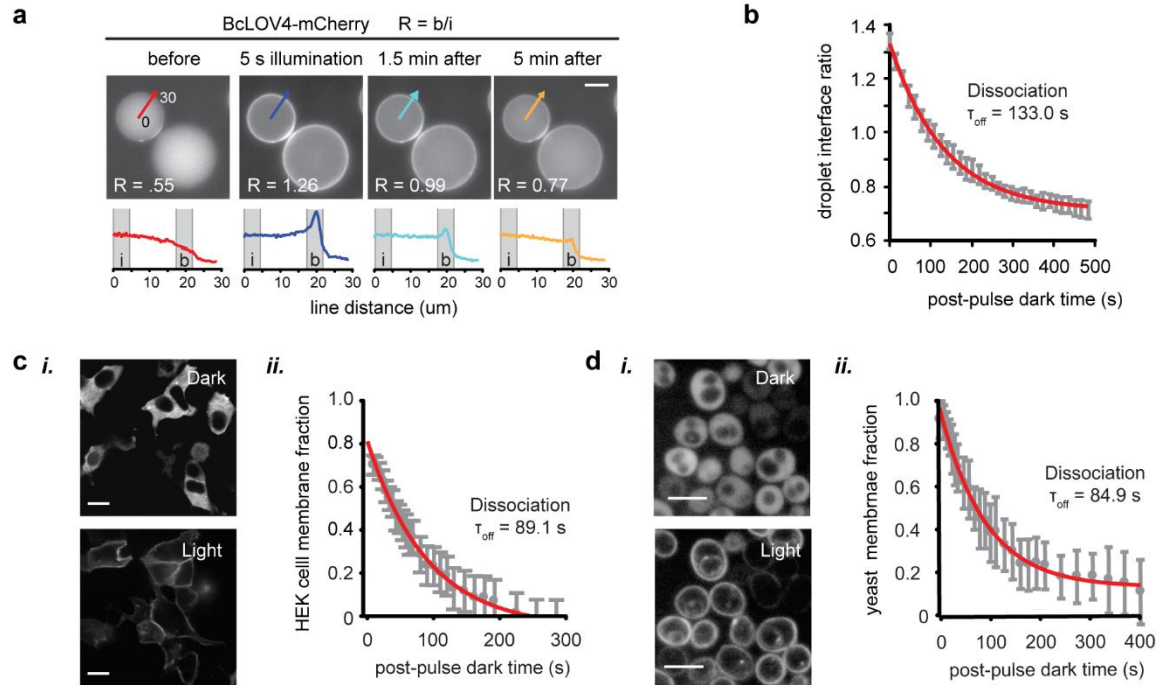 a
BcLOV4-mCherry R = b/i
before 5 s illumination 1.5 min after 5 min after
30
0
R = .55 R = 1.26 R = 0.99 R = 0.77
i b i b i b i b
0 10 20 30 0 10 20 30 0 10 20 30 0 10 20 30
line distance (um)
b
1.4
1.2
1.0
0.8
0.6
droplet interface ratio
Dissociation
τoff = 133.0 s
0 100 200 300 400 500
post-pulse dark time (s)
c i.
Dark
Light
ii.
1.0
0.8
0.6
0.4
0.2
0
HEK celll membrane fraction
Dissociation
τoff = 89.1 s
0 100 200 300
post-pulse dark time (s)
d i.
Dark
Light
ii.
1.0
0.8
0.6
0.4
0.2
0
yeast membrnae fraction
Dissociation
τoff = 84.9 s
0 100 200 300 400
post-pulse dark time (s)